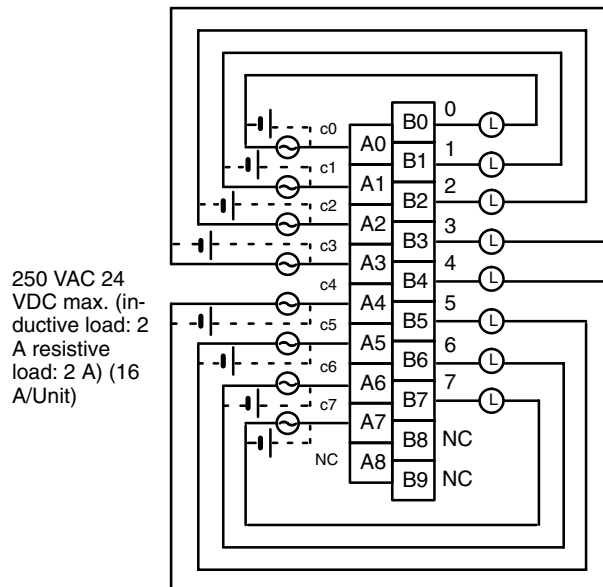 0
c0
B0
L
A0
1
c1
B1
L
A1
2
c2
B2
L
A2
3
c3
B3
L
A3
4
c4
B4
L
A4
5
c5
B5
L
A5
6
c6
B6
L
A6
7
c7
B7
L
A7
NC
B8
NC
A8
B9
NC
250 VAC 24
VDC max. (in-
ductive load: 2
A resistive
load: 2 A) (16
A/Unit)